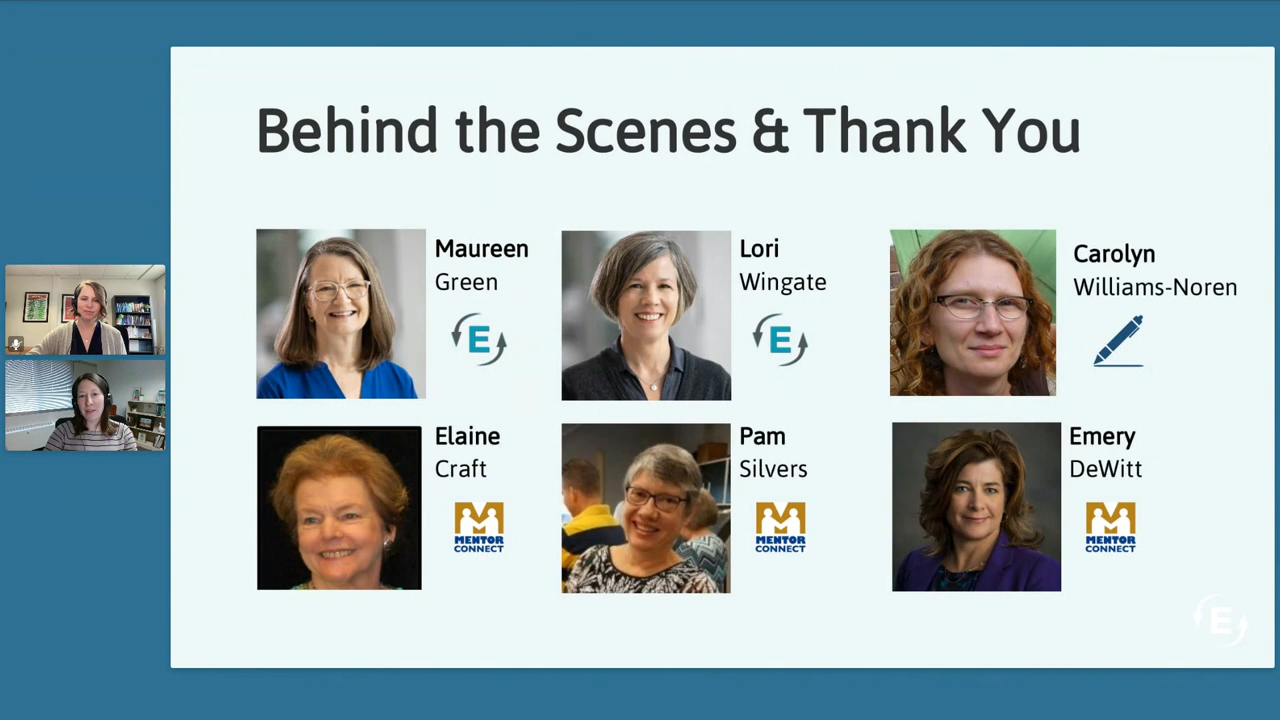 Behind the Scenes & Thank You
Maureen
Green
E
Lori
Wingate
E
Carolyn
Williams-Noren
Elaine
Craft
MENTOR
CONNECT
Pam
Silvers
MENTOR
CONNECT
Emery
DeWitt
MENTOR
CONNECT
E